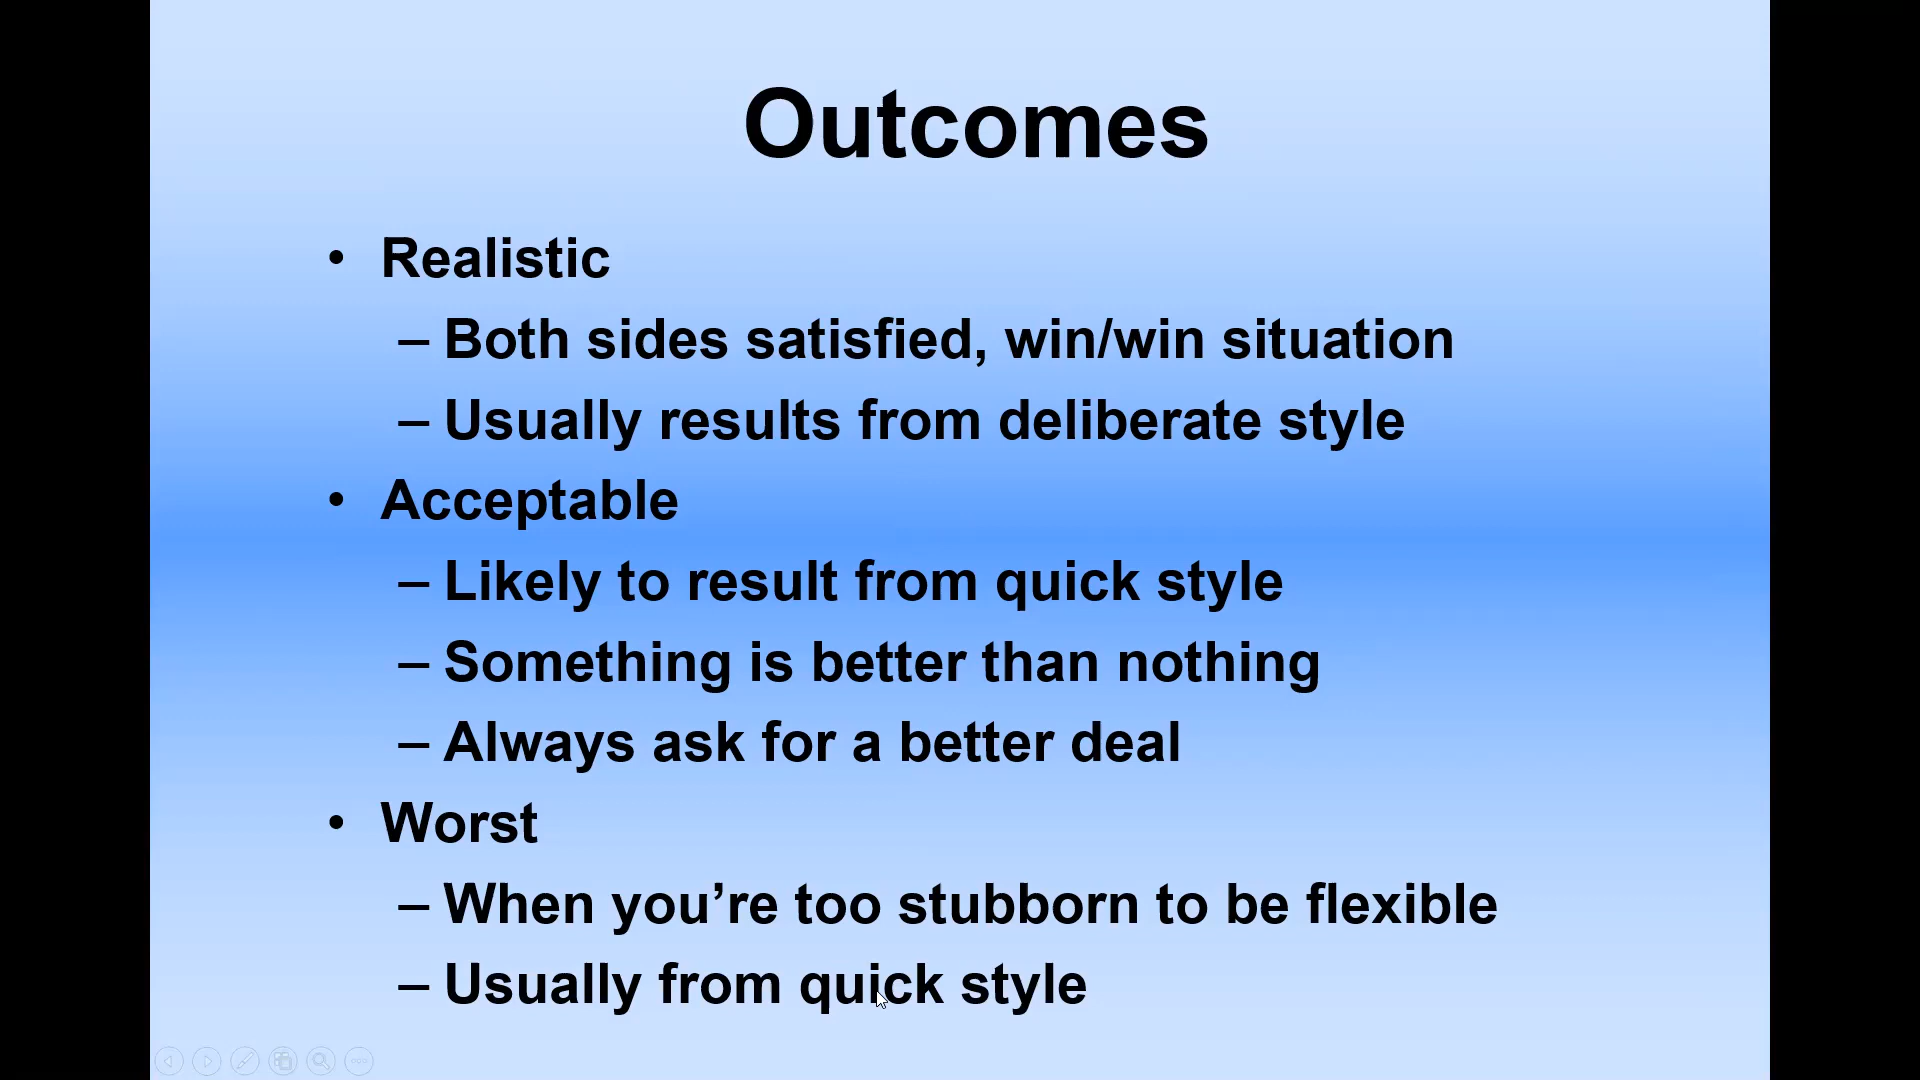 Outcomes
• Realistic
– Both sides satisfied, win/win situation
– Usually results from deliberate style
• Acceptable
– Likely to result from quick style
– Something is better than nothing
– Always ask for a better deal
• Worst
– When you’re too stubborn to be flexible
– Usually from quick style